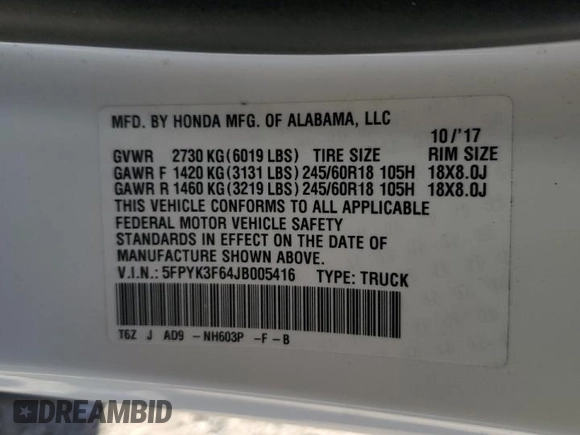 MFD. BY HONDA MFG. OF ALABAMA, LLC
10/'17
GVWR 2730 KG (6019 LBS) TIRE SIZE RIM SIZE
GAWR F 1420 KG (3131 LBS) 245/60R18 105H 18X8.0J
GAWR R 1460 KG (3219 LBS) 245/60R18 105H 18X8.0J
THIS VEHICLE CONFORMS TO ALL APPLICABLE
FEDERAL MOTOR VEHICLE SAFETY
STANDARDS IN EFFECT ON THE DATE OF
MANUFACTURE SHOWN ABOVE.
V.I.N.: 5FPYK3F64JB005416 TYPE: TRUCK
T6Z J AD9 -NH603P -F-B
DREAMBID